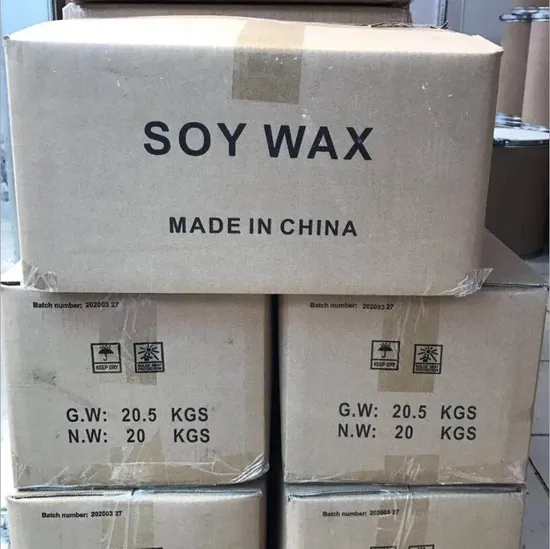 SOY WAX
MADE IN CHINA
Batch number: 202003 27
KEEP DRY
G.W: 20.5 KGS
N.W: 20 KGS
Batch number: 202003 27
KEEP DRY
G.W: 20.5 KGS
N.W: 20 KGS
Batch number: 202003 27
Batch number: 202003 27